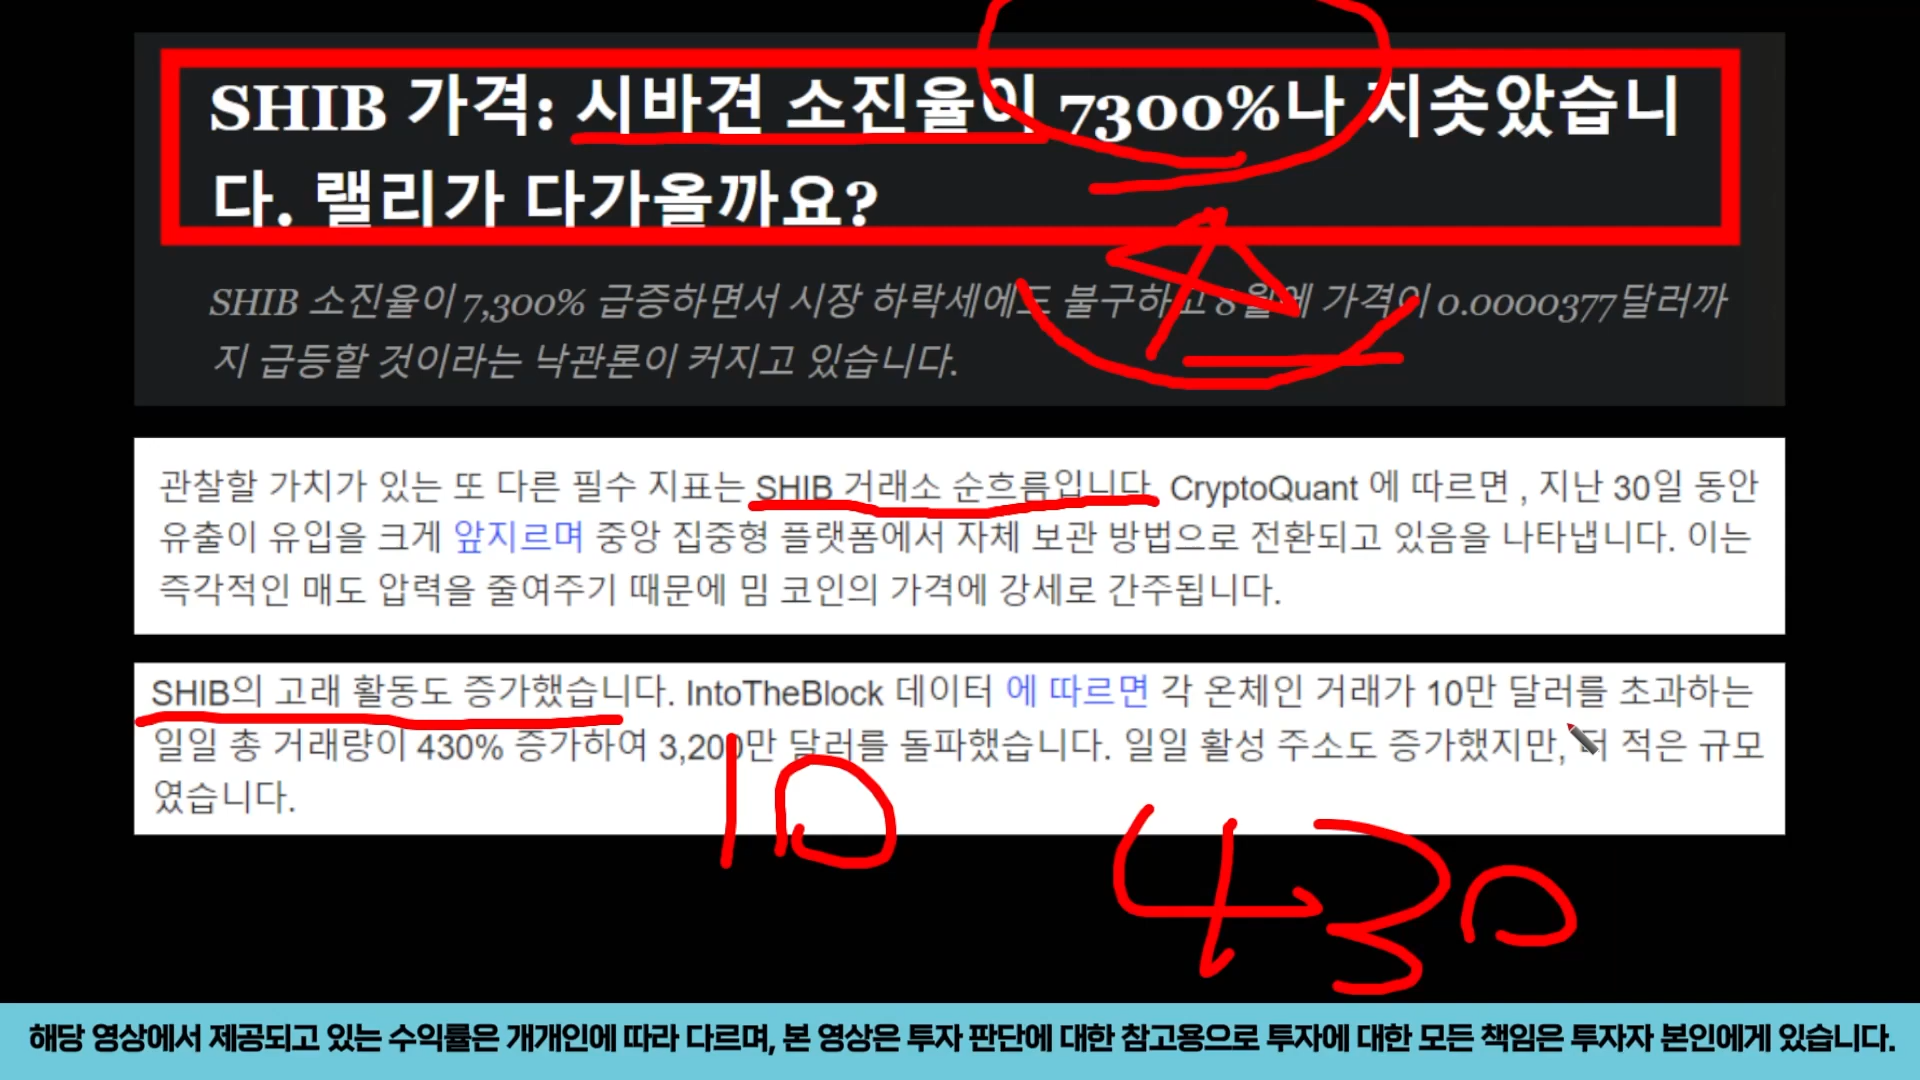 SHIB 가격: 시바견 소진율이 7300%나 지솟았습니
다. 랠리가 다가올까요?
SHIB 소진율이 7,300% 급증하면서 시장 하락세에도 불구하고 8월에 가격이 0.0000377달러까
지 급등할 것이라는 낙관론이 커지고 있습니다.
관찰할 가치가 있는 또 다른 필수 지표는 SHIB 거래소 순흐름입니다. CryptoQuant 에 따르면 , 지난 30일 동안
유출이 유입을 크게 앞지르며 중앙 집중형 플랫폼에서 자체 보관 방법으로 전환되고 있음을 나타냅니다. 이는
즉각적인 매도 압력을 줄여주기 때문에 밈 코인의 가격에 강세로 간주됩니다.
SHIB의 고래 활동도 증가했습니다. IntoTheBlock 데이터 에 따르면 각 온체인 거래가 10만 달러를 초과하는
일일 총 거래량이 430% 증가하여 3,200만 달러를 돌파했습니다. 일일 활성 주소도 증가했지만, 더 적은 규모
였습니다.
10
430
해당 영상에서 제공되고 있는 수익률은 개개인에 따라 다르며, 본 영상은 투자 판단에 대한 참고용으로 투자에 대한 모든 책임은 투자자 본인에게 있습니다.